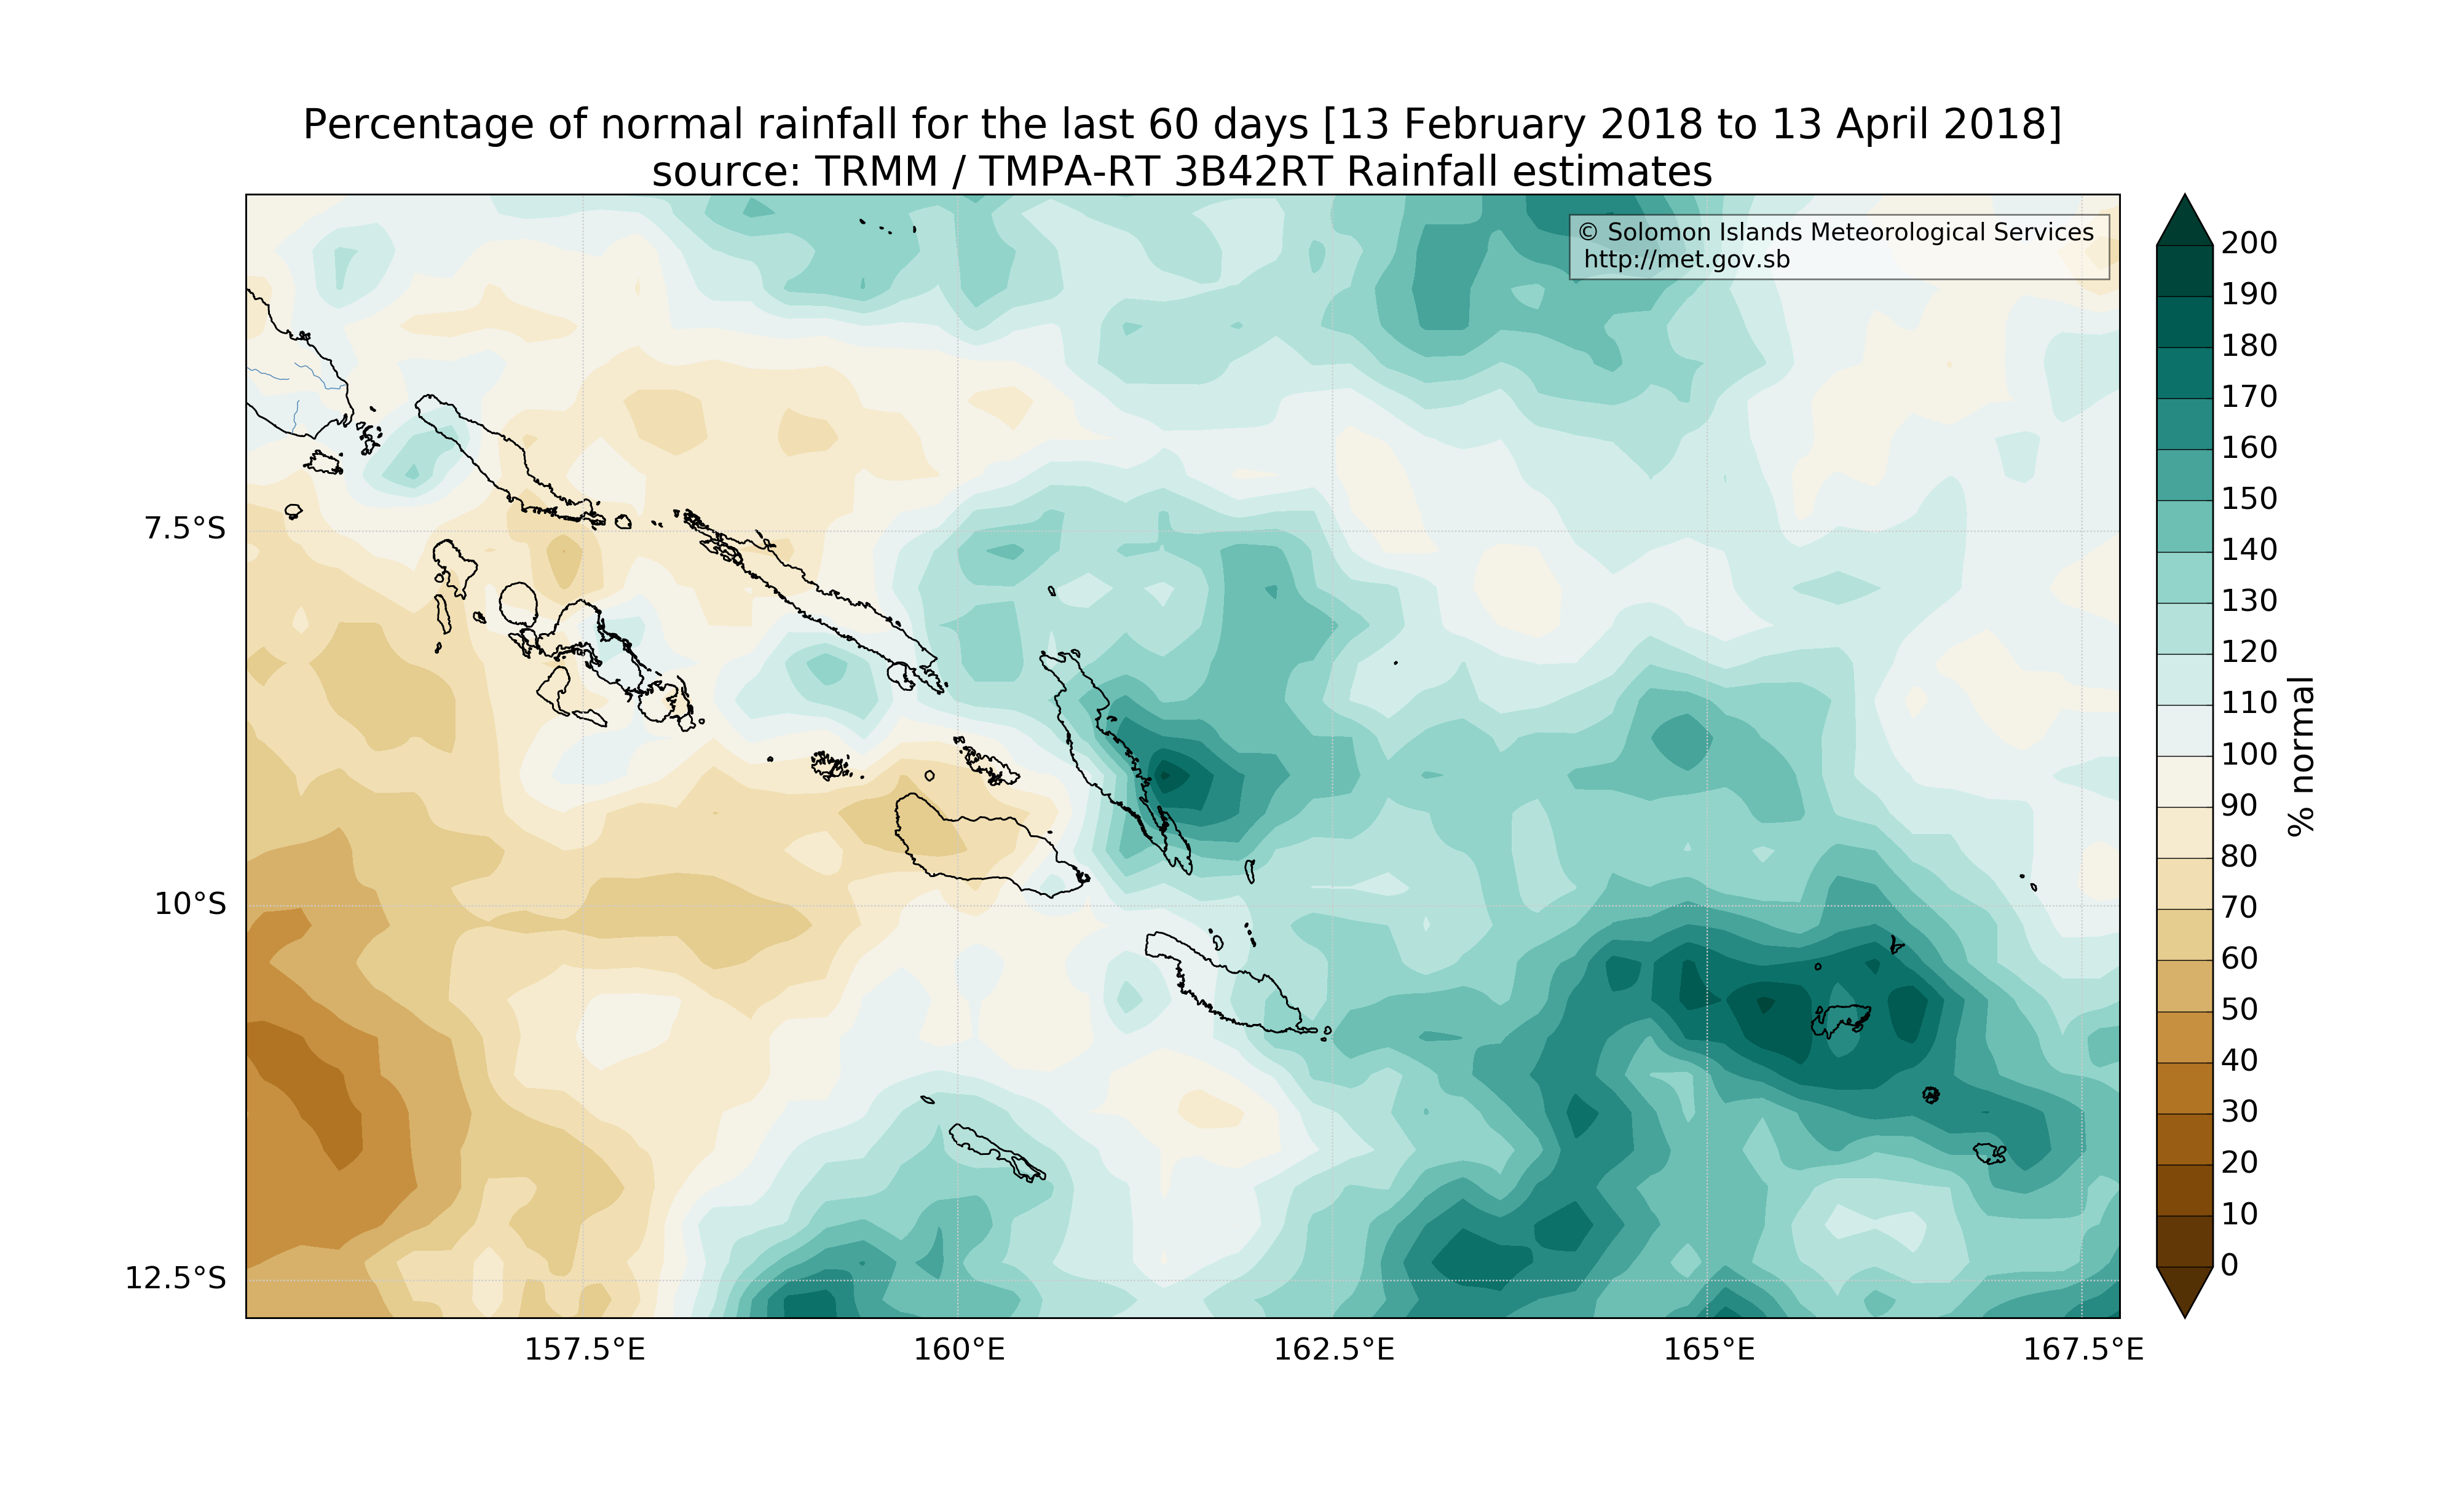 Percentage of normal rainfall for the last 60 days [13 February 2018 to 13 April 2018]
source: TRMM / TMPA-RT 3B42RT Rainfall estimates
© Solomon Islands Meteorological Services
http://met.gov.sb
7.5°S
10°S
12.5°S
157.5°E
160°E
162.5°E
165°E
167.5°E
200
190
180
170
160
150
140
130
120
110
100
90
80
70
60
50
40
30
20
10
0
% normal